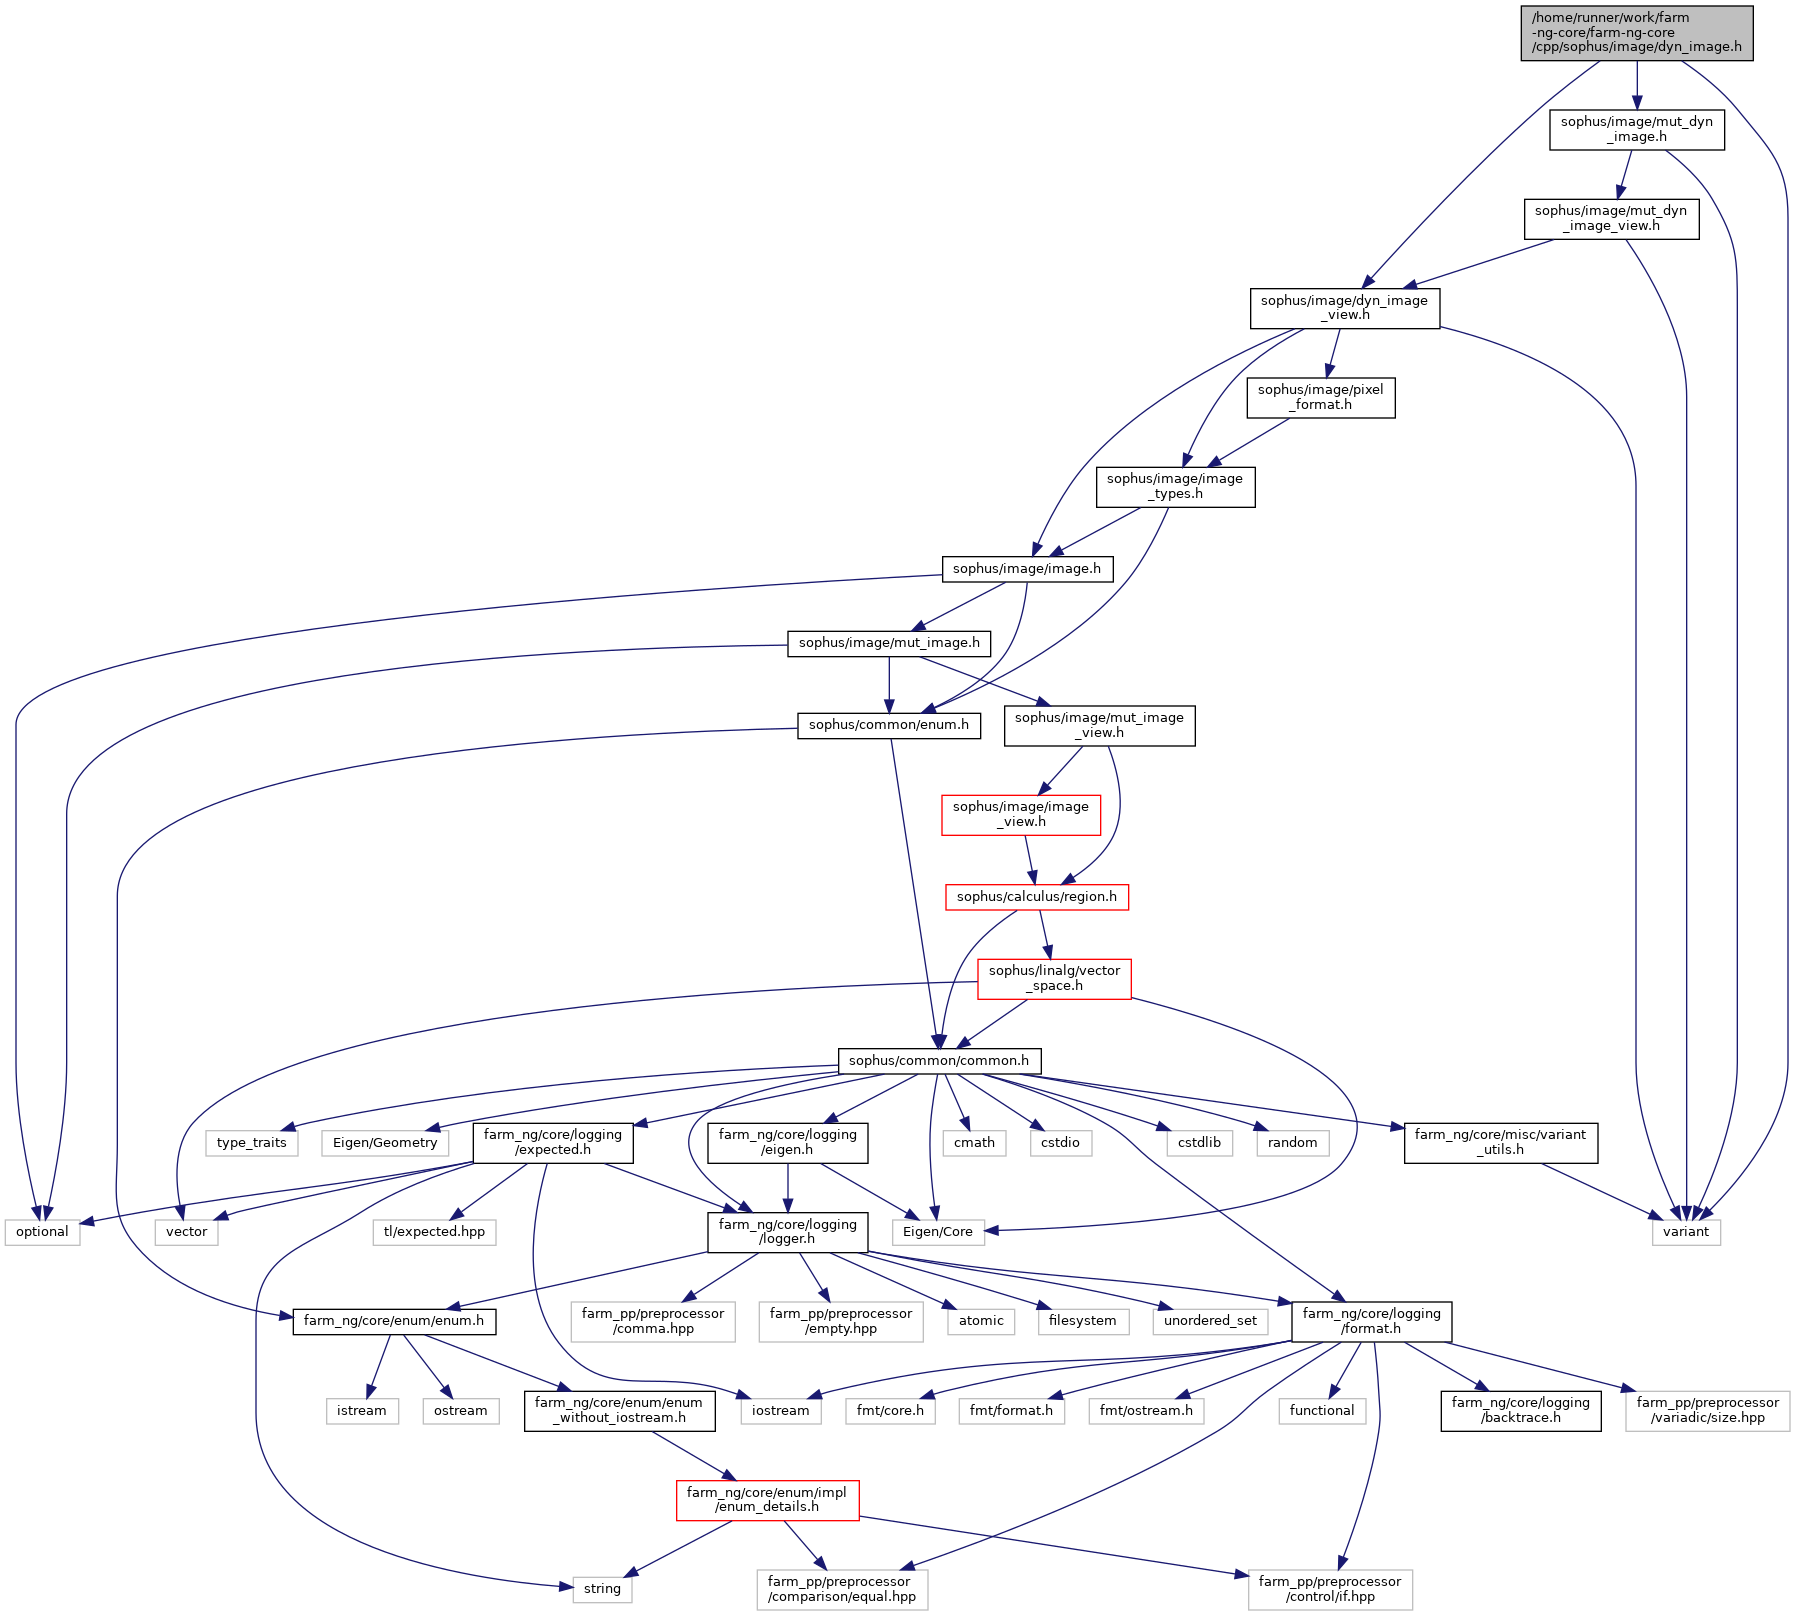 /home/runner/work/farm
-ng-core/farm-ng-core
/cpp/sophus/image/dyn_image.h
sophus/image/mut_dyn
_image.h
sophus/image/mut_dyn
_image_view.h
sophus/image/dyn_image
_view.h
sophus/image/pixel
_format.h
sophus/image/image
_types.h
sophus/image/image.h
sophus/image/mut_image.h
sophus/common/enum.h
sophus/image/mut_image
_view.h
sophus/image/image
_view.h
sophus/calculus/region.h
sophus/linalg/vector
_space.h
sophus/common/common.h
type_traits
Eigen/Geometry
farm_ng/core/logging
/expected.h
farm_ng/core/logging
/eigen.h
cmath
cstdio
cstdlib
random
farm_ng/core/misc/variant
_utils.h
optional
vector
tl/expected.hpp
farm_ng/core/logging
/logger.h
Eigen/Core
variant
farm_ng/core/enum/enum.h
farm_pp/preprocessor
/comma.hpp
farm_pp/preprocessor
/empty.hpp
atomic
filesystem
unordered_set
farm_ng/core/logging
/format.h
istream
ostream
farm_ng/core/enum/enum
_without_iostream.h
iostream
fmt/core.h
fmt/format.h
fmt/ostream.h
functional
farm_ng/core/logging
/backtrace.h
farm_pp/preprocessor
/variadic/size.hpp
farm_ng/core/enum/impl
/enum_details.h
string
farm_pp/preprocessor
/comparison/equal.hpp
farm_pp/preprocessor
/control/if.hpp